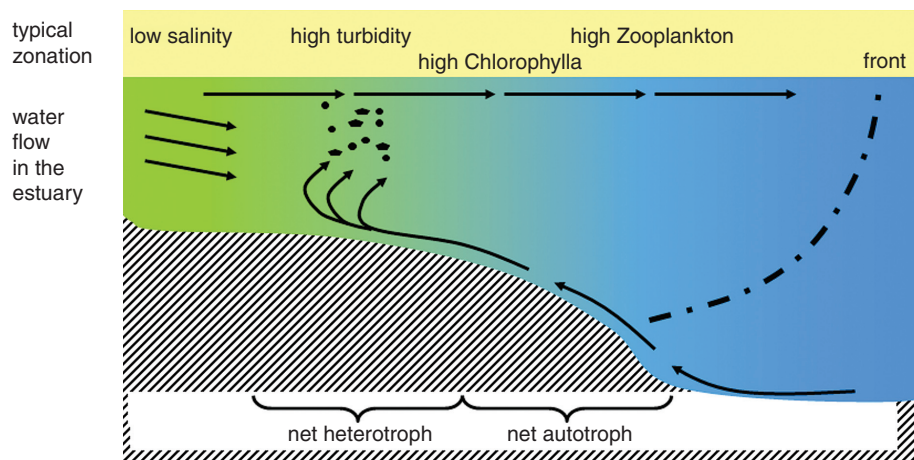 typical
zonation
low salinity
high turbidity
high Chlorophylla
high Zooplankton
front
water
flow
in the
estuary
net heterotroph
net autotroph